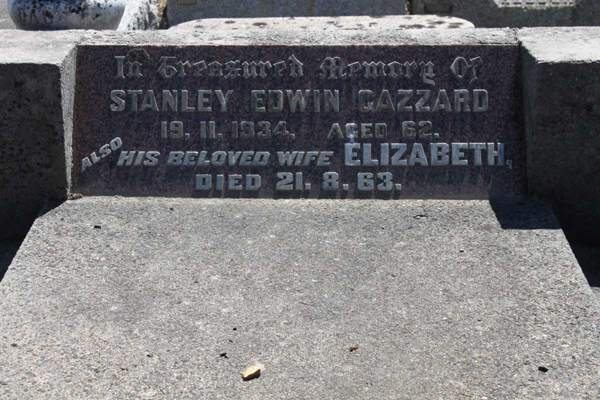 In Treasured Memory Of
STANLEY EDWIN GAZZARD
19. 11. 1934. AGED 62.
ALSO HIS BELOVED WIFE ELIZABETH.
DIED 21. 8. 63.